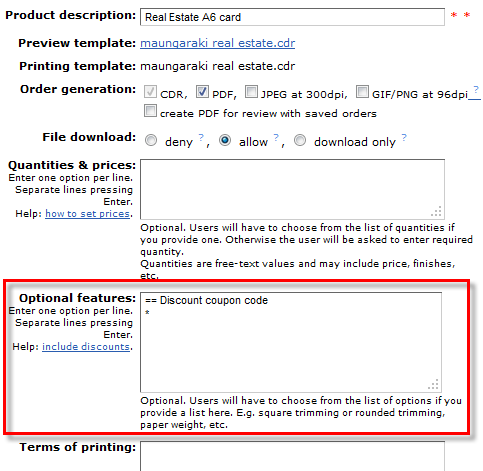 Product description: Real Estate A6 card * *
Preview template: maungaraki real estate.cdr
Printing template: maungaraki real estate.cdr
Order generation: CDR, PDF, JPEG at 300dpi, GIF/PNG at 96dpi ?
create PDF for review with saved orders
File download: deny ?, allow ?, download only ?
Quantities & prices:
Enter one option per line.
Separate lines pressing
Enter.
Help: how to set prices.
Optional. Users will have to choose from the list of quantities if
you provide one. Otherwise the user will be asked to enter required
quantity.
Quantities are free-text values and may include price, finishes,
etc.
Optional features: == Discount coupon code
Enter one option per line. *
Separate lines pressing
Enter.
Help: include discounts.
Optional. Users will have to choose from the list of options if you
provide a list here. E.g. square trimming or rounded trimming,
paper weight, etc.
Terms of printing: